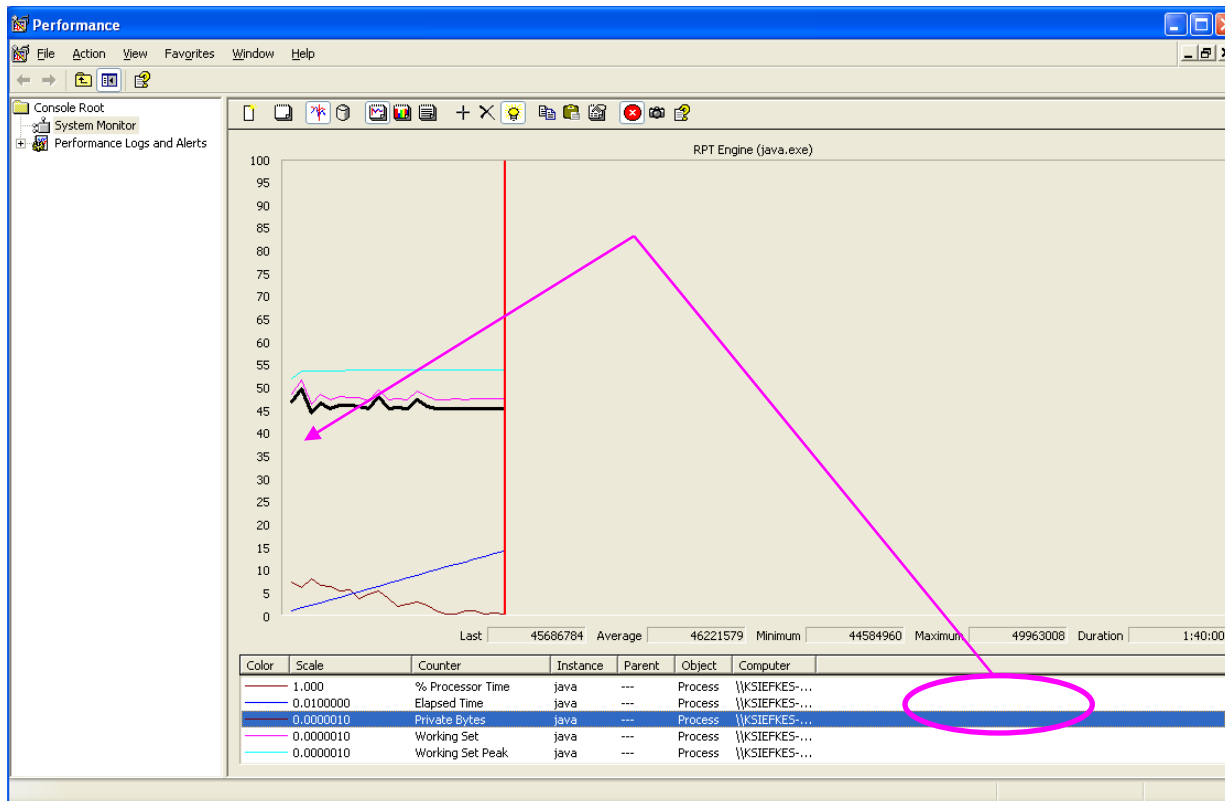 Performance
File Action View Favorites Window Help
Console Root
System Monitor
Performance Logs and Alerts
RPT Engine (java.exe)
100
95
90
85
80
75
70
65
60
55
50
45
40
35
30
25
20
15
10
5
0
Last 45686784 Average 46221579 Minimum 44584960 Maximum 49963008 Duration 1:40:00
Color Scale Counter Instance Parent Object Computer
1.000 % Processor Time java --- Process \\KSIEFKES-...
0.0100000 Elapsed Time java --- Process \\KSIEFKES-...
0.0000010 Private Bytes java --- Process \\KSIEFKES-...
0.0000010 Working Set java --- Process \\KSIEFKES-...
0.0000010 Working Set Peak java --- Process \\KSIEFKES-...